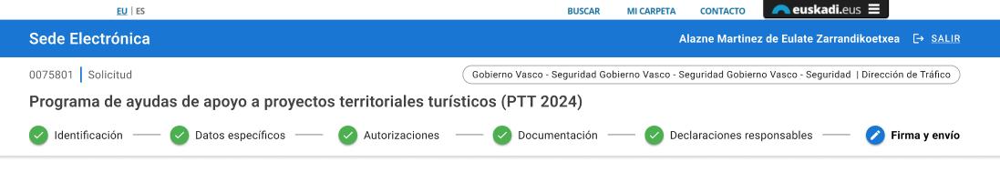 EU | ES BUSCAR MI CARPETA CONTACTO euskadi.eus
Sede Electrónica Alazne Martinez de Eulate Zarrandikoetxea SALIR
0075801 | Solicitud Gobierno Vasco - Seguridad Gobierno Vasco - Seguridad Gobierno Vasco - Seguridad | Dirección de Tráfico
Programa de ayudas de apoyo a proyectos territoriales turísticos (PTT 2024)
Identificación Datos específicos Autorizaciones Documentación Declaraciones responsables Firma y envío